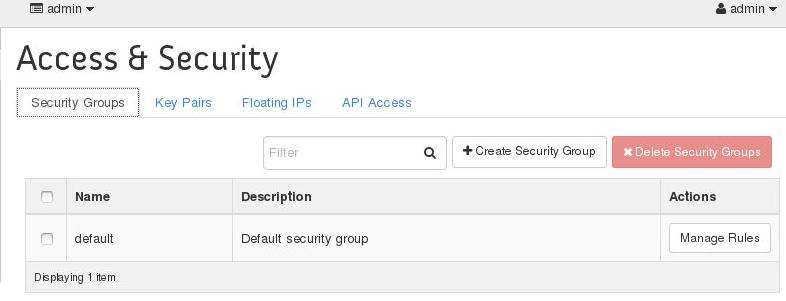 admin admin
Access & Security
Security Groups Key Pairs Floating IPs API Access
Filter Create Security Group Delete Security Groups
Name Description Actions
default Default security group Manage Rules
Displaying 1 item